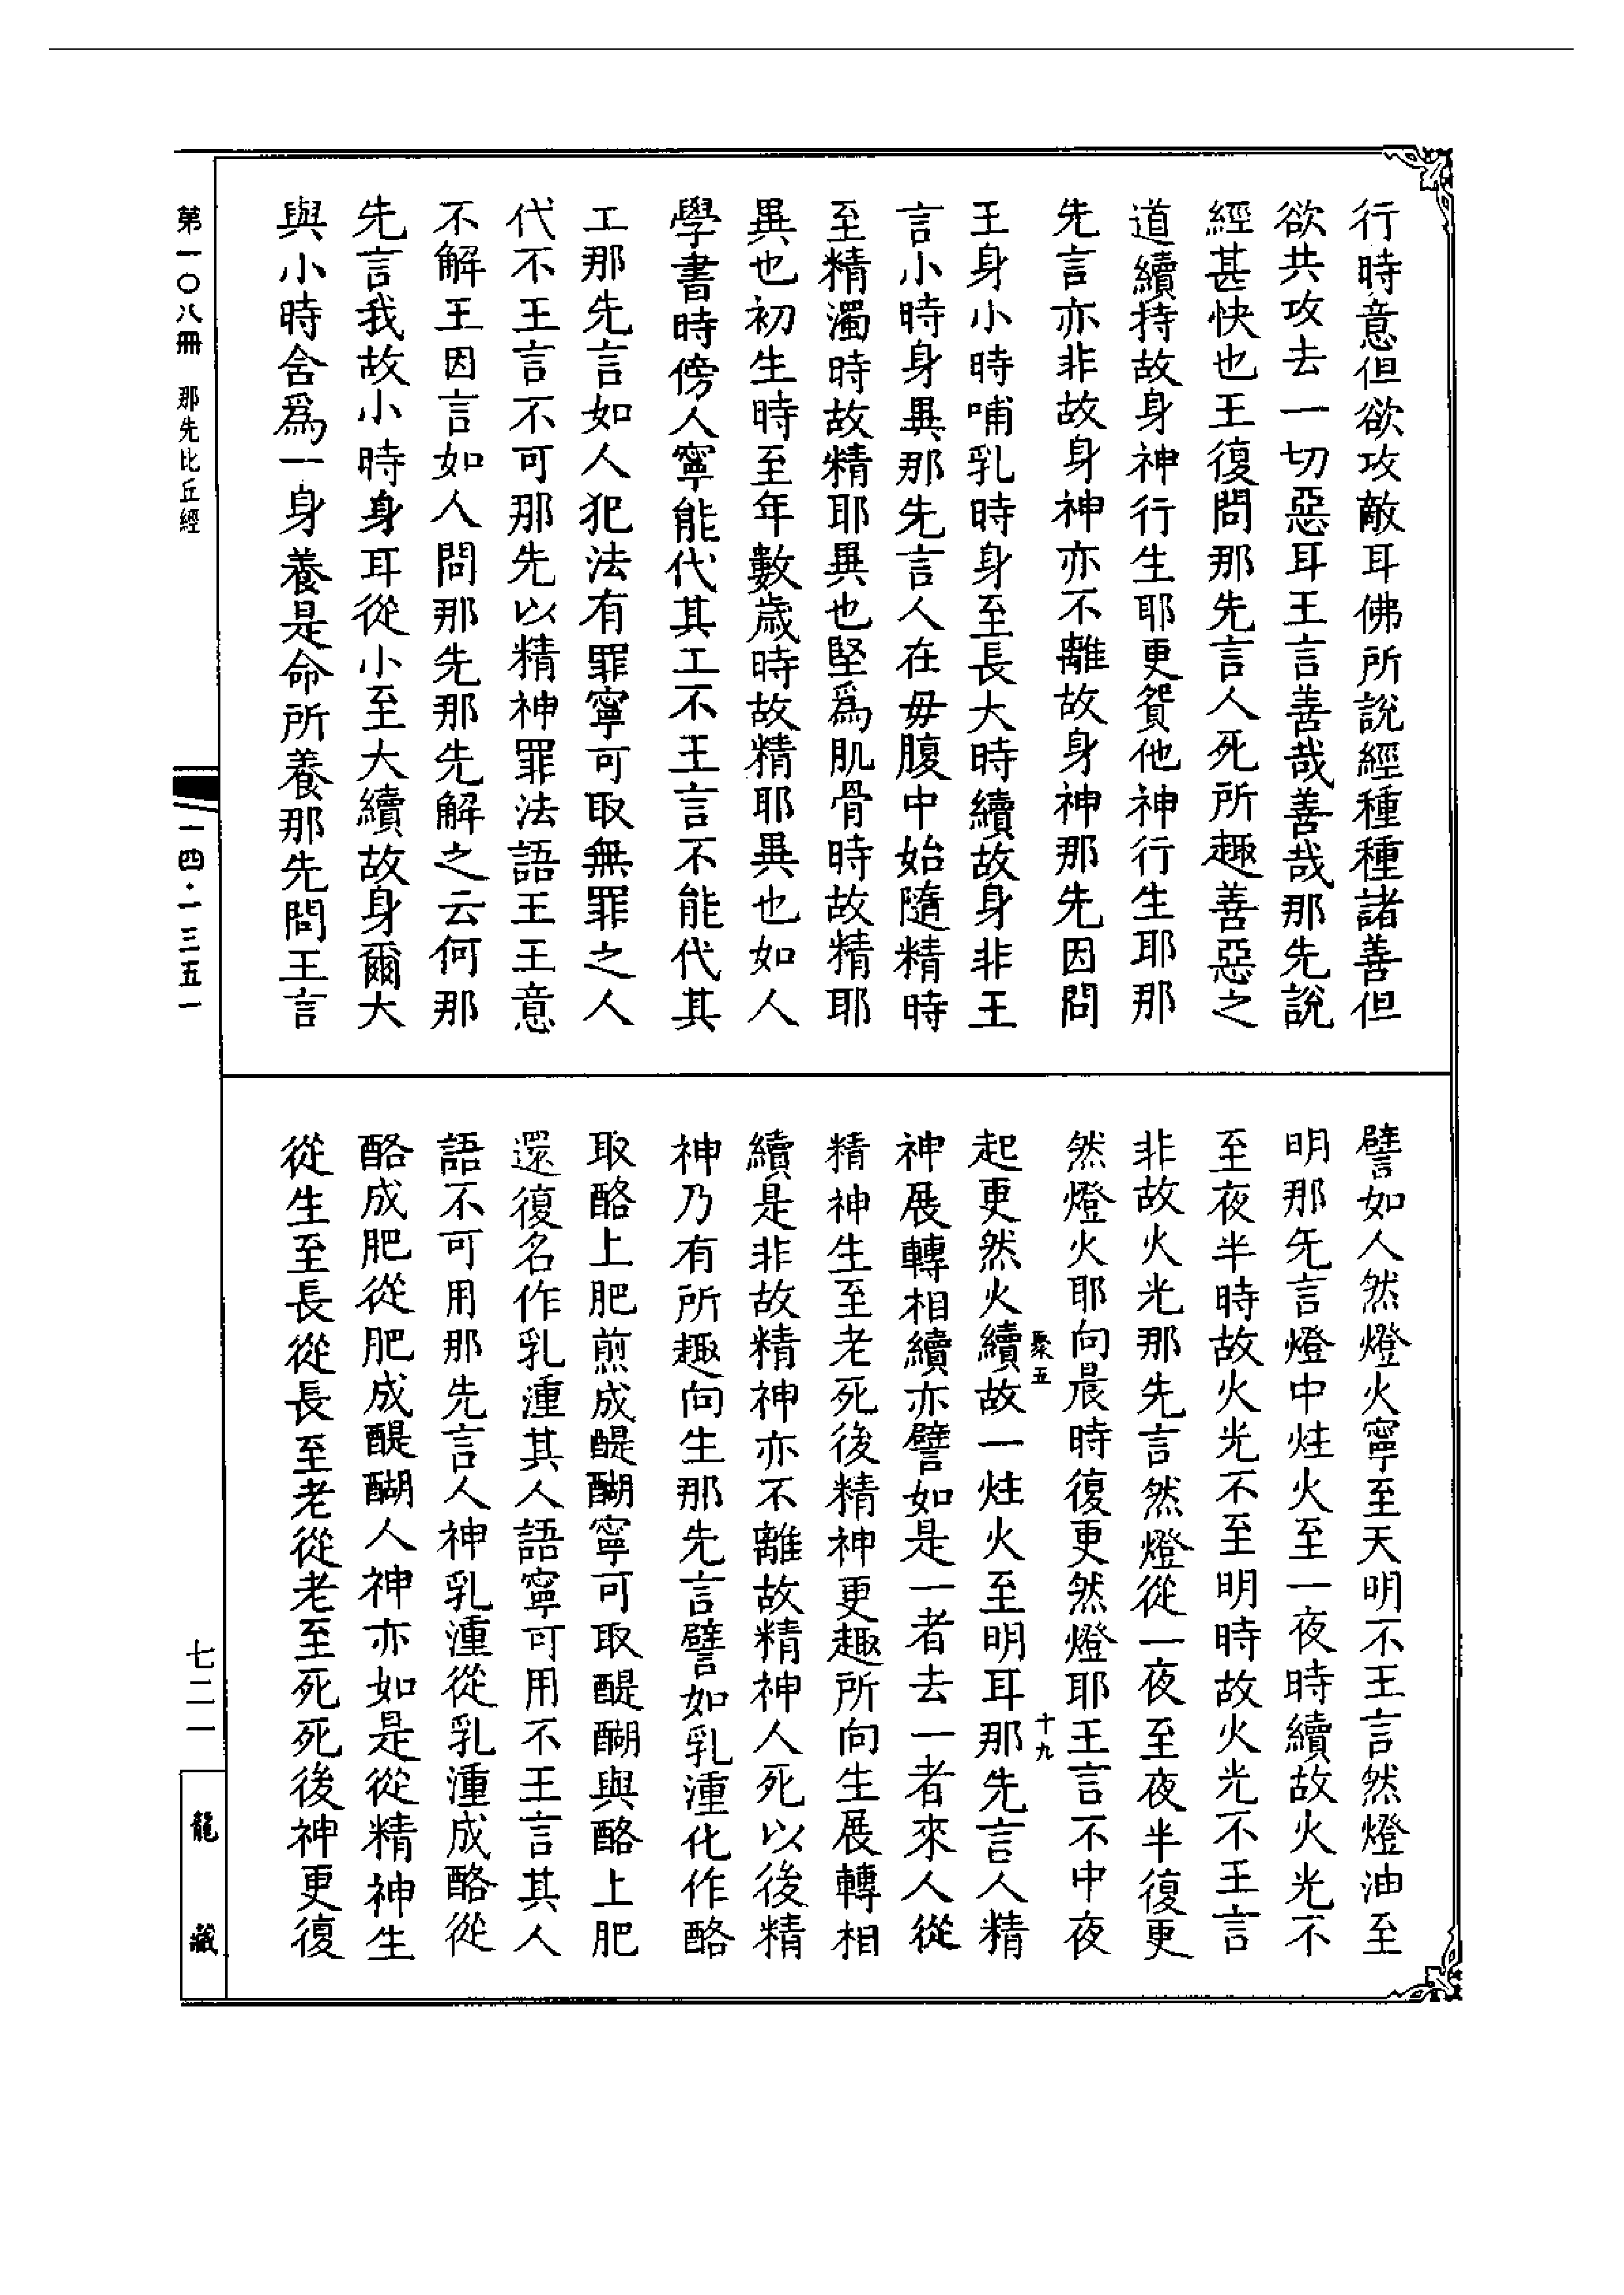 行時意但欲攻敵耳佛所說經種種諸善但
欲共攻去一切惡耳王言善哉善哉那先說
經甚快也王復問那先言人死所趣善惡之
道續持故身神行生耶更貿他神行生耶那
先言亦非故身神亦不離故身神那先因問
王身小時哺乳時身至長大時續故身非王
言小時身異那先言人在毋腹中始隨精時
至精濁時故精耶異也堅爲肌骨時故精耶
異也初生時至年數歲時故精耶異也如人
學書時傍人寧能代其工不王言不能代其
工那先言如人犯法有罪寧可取無罪之人
代不王言不可那先以精神罪法語王王意
不解王因言如人問那先那先解之云何那
先言我故小時身耳從小至大續故身爾大
與小時舍爲一身養是命所養那先問王言
譬如人然燈火寧至天明不王言然燈油至
明那先言燈中炷火至一夜時續故火光不
至夜半時故火光不至明時故火光不王言
非故火光那先言然燈從一夜至夜半復更
然燈火耶向晨時復更然燈耶王言不中夜
起更然火續故一炷火至明耳那先言人精
神展轉相續亦譬如是一者去一者來人從
精神生至老死後精神更趣所向生展轉相
續是非故精神亦不離故精神人死以後精
神乃有所趣向生那先言譬如乳湩化作酪
取酪上肥煎成醍醐寧可取醍醐與酪上肥
還復名作乳湩其人語寧可用不王言其人
語不可用那先言人神乳湩從乳湩成酪從
酪成肥從肥成醍醐人神亦如是從精神生
從生至長從長至老從老至死死後神更復
聚五
十九
第一〇八冊 那先比丘經
一四·一三五一
七二一
龍藏